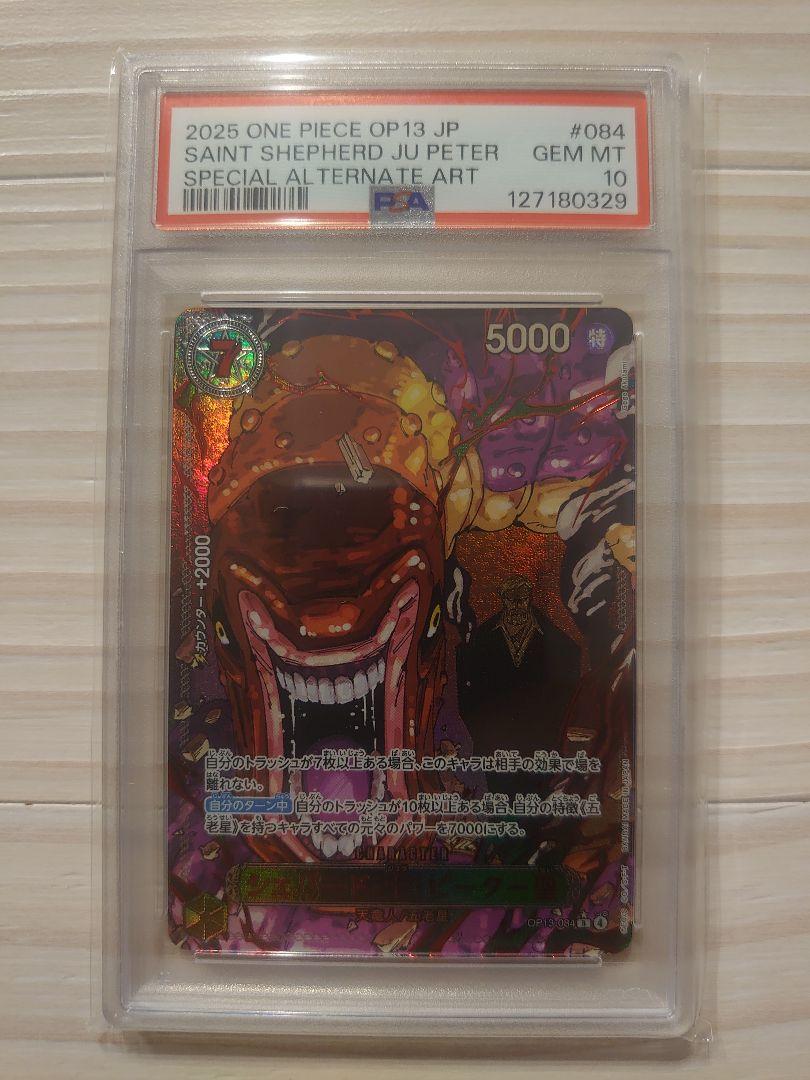 2025 ONE PIECE OP13 JP #084
SAINT SHEPHERD JU PETER GEM MT
SPECIAL ALTERNATE ART 10
PSA 127180329
7
5000 特
カウンター +2000
自分のトラッシュが7枚以上ある場合、このキャラは相手の効果で場を
離れない。
自分のターン中 自分のトラッシュが10枚以上ある場合、自分の特徴《五
老星》を持つキャラすべての元々のパワーを7000にする。
CHARACTER
天竜人/五老星
OP13-084 R 4
BANDAI MADE IN JAPAN